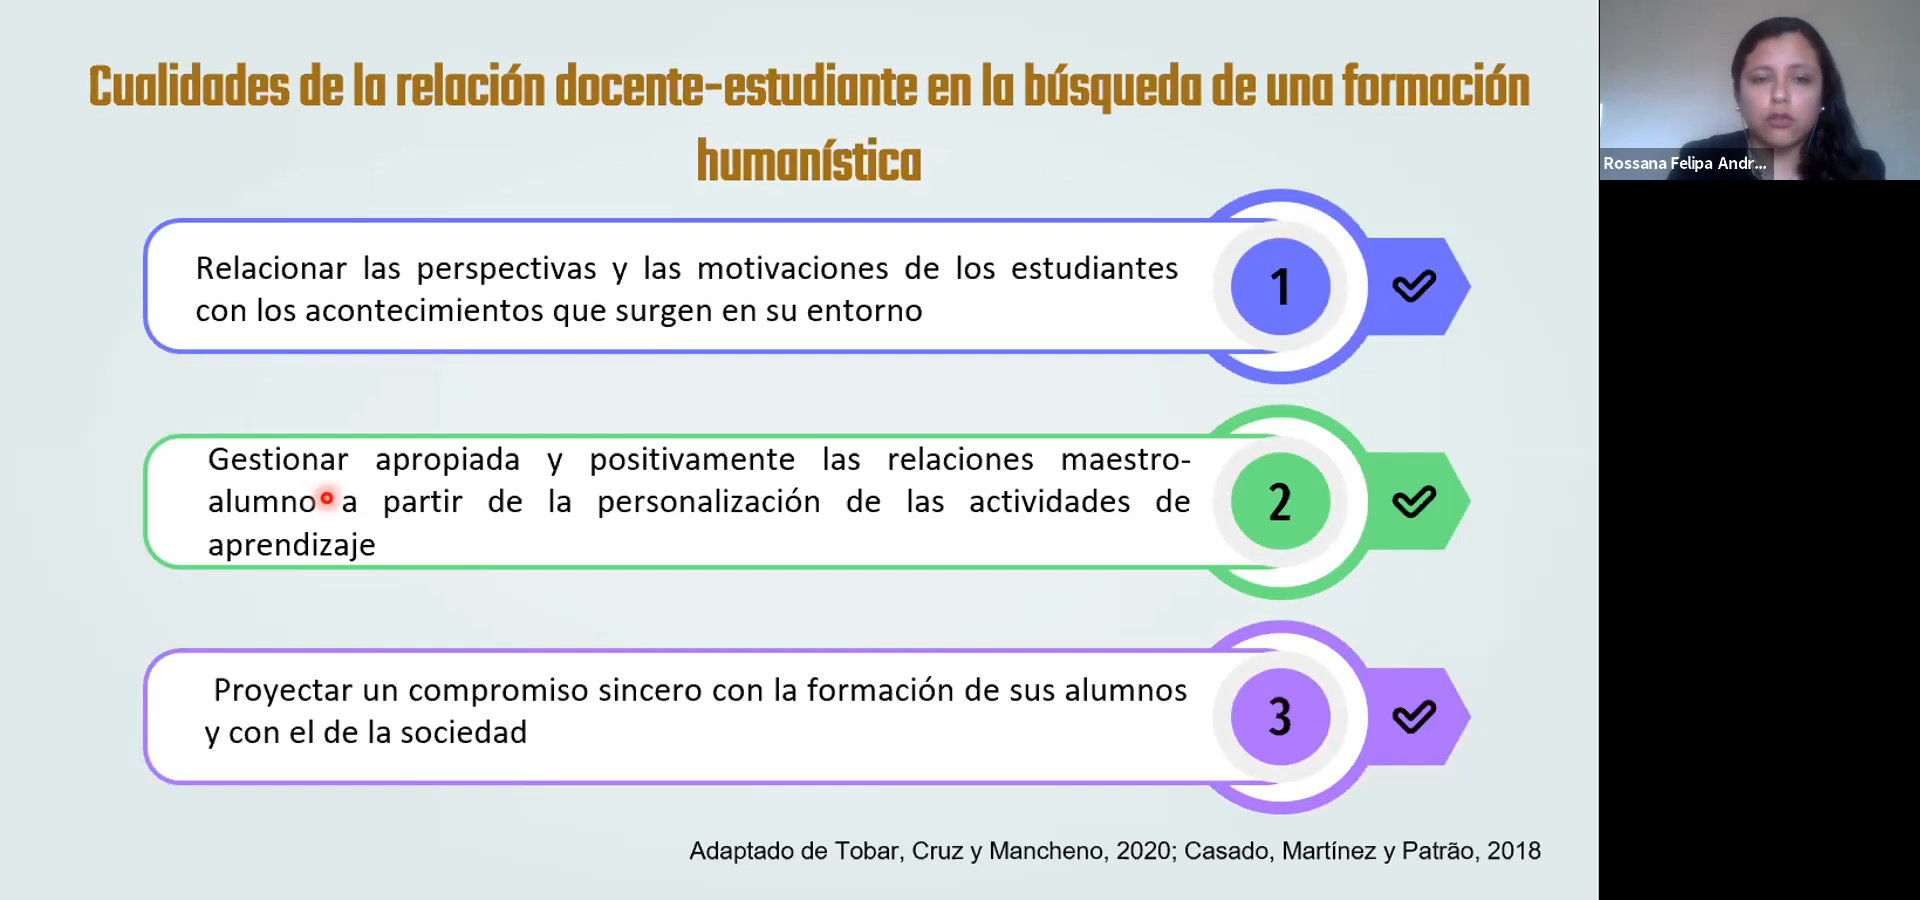 Cualidades de la relación docente-estudiante en la búsqueda de una formación
humanística
Relacionar las perspectivas y las motivaciones de los estudiantes
con los acontecimientos que surgen en su entorno
1
Gestionar apropiada y positivamente las relaciones maestro-
alumno a partir de la personalización de las actividades de
aprendizaje
2
Proyectar un compromiso sincero con la formación de sus alumnos
y con el de la sociedad
3
Adaptado de Tobar, Cruz y Mancheno, 2020; Casado, Martínez y Patrão, 2018
Rossana Felipa Andr...